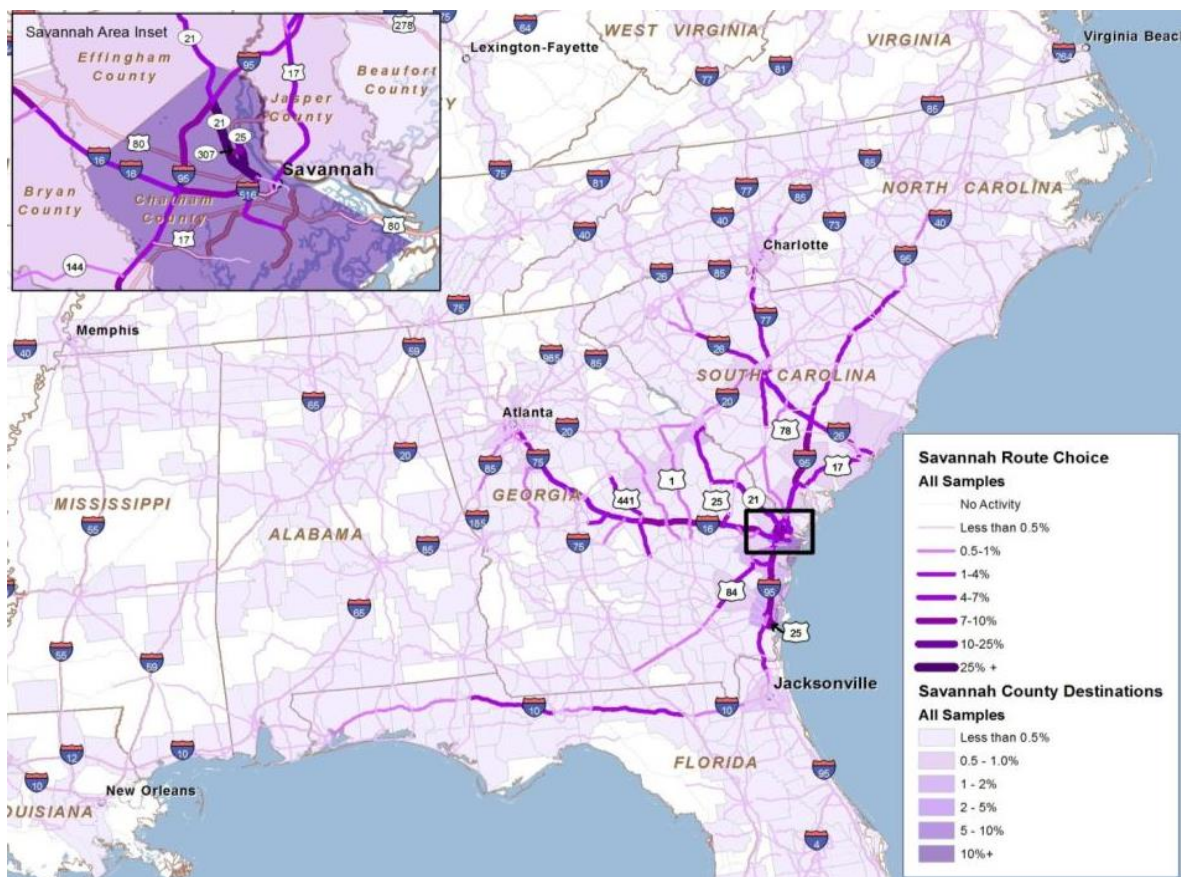 Savannah Area Inset
Effingham
County
Beaufort
County
Jasper
County
Bryan
County
Chatham
County
Savannah
21
95
17
278
21
25
307
80
16
16
95
516
17
80
144
75
64
WEST VIRGINIA
VIRGINIA
Virginia Beach
Lexington-Fayette
77
81
264
85
75
81
77
85
85
NORTH CAROLINA
40
40
73
40
95
Charlotte
26
85
75
Memphis
40
59
985
85
26
77
SOUTH CAROLINA
65
Atlanta
20
20
78
26
20
75
85
95
17
GEORGIA
441
1
25
21
16
MISSISSIPPI
55
ALABAMA
185
85
75
84
95
25
65
55
59
Jacksonville
10
10
12
10
10
New Orleans
OUISIANA
FLORIDA
95
4
Savannah Route Choice
All Samples
No Activity
Less than 0.5%
0.5-1%
1-4%
4-7%
7-10%
10-25%
25% +
Savannah County Destinations
All Samples
Less than 0.5%
0.5 - 1.0%
1 - 2%
2 - 5%
5 - 10%
10%+